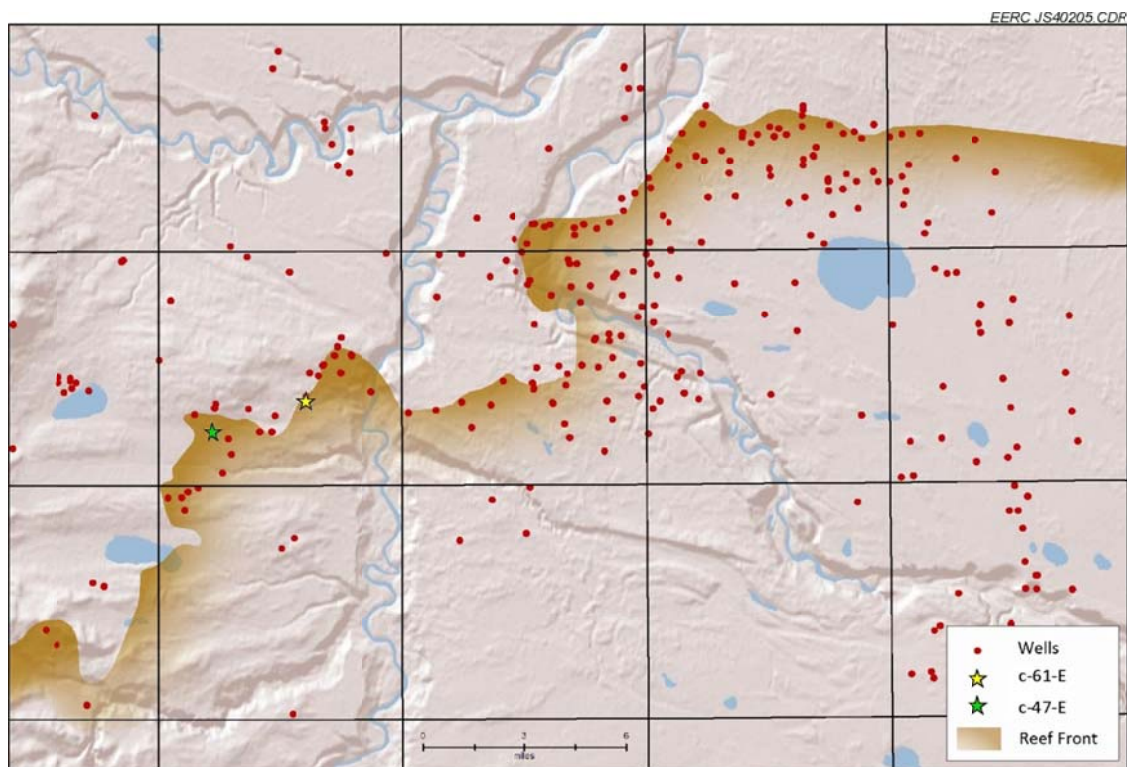 EERC JS40205.CDR
Wells
c-61-E
c-47-E
Reef Front
0 3 6
miles